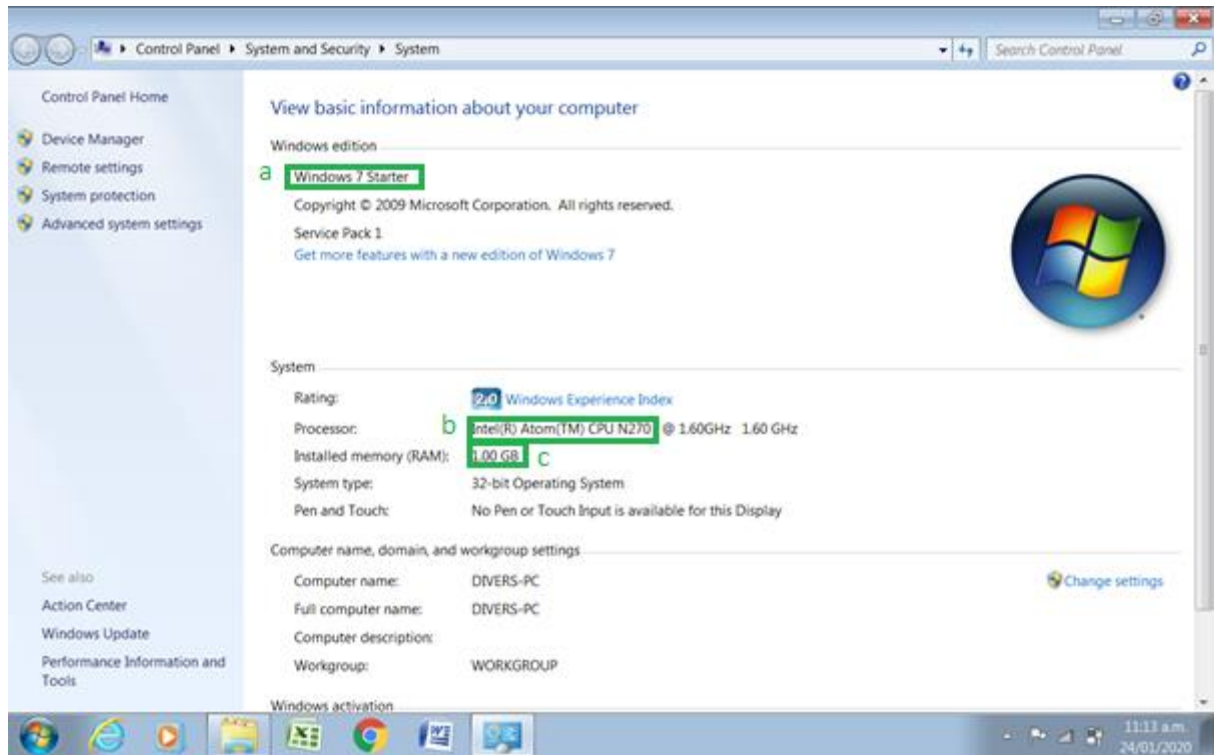 Control Panel ▸ System and Security ▸ System
Search Control Panel
Control Panel Home
Device Manager
Remote settings
System protection
Advanced system settings
See also
Action Center
Windows Update
Performance Information and
Tools
View basic information about your computer
Windows edition
a Windows 7 Starter
Copyright © 2009 Microsoft Corporation. All rights reserved.
Service Pack 1
Get more features with a new edition of Windows 7
System
Rating: 2.0 Windows Experience Index
Processor: b Intel(R) Atom(TM) CPU N270 @ 1.60GHz 1.60 GHz
Installed memory (RAM): 1.00 GB c
System type: 32-bit Operating System
Pen and Touch: No Pen or Touch Input is available for this Display
Computer name, domain, and workgroup settings
Computer name: DIVERS-PC
Change settings
Full computer name: DIVERS-PC
Computer description:
Workgroup: WORKGROUP
Windows activation
11:13 a.m.
24/01/2020